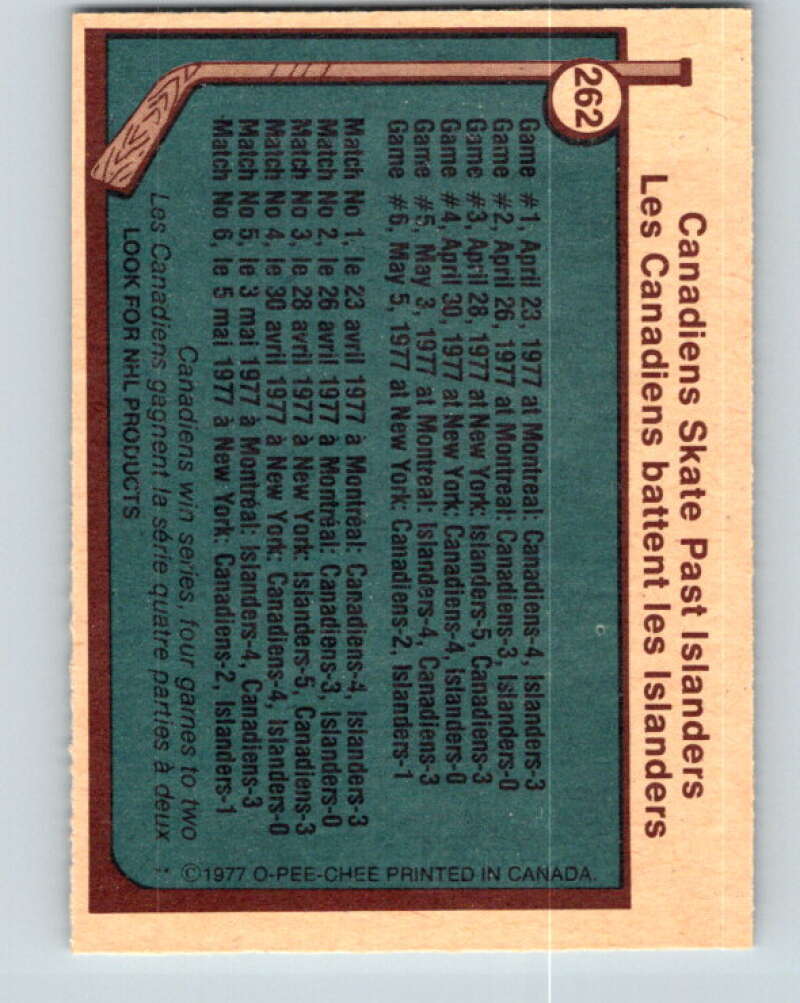 262
Canadiens Skate Past Islanders
Les Canadiens battent les Islanders
Game #1, April 23, 1977 at Montreal: Canadiens-4, Islanders-3
Game #2, April 26, 1977 at Montreal: Canadiens-3, Islanders-0
Game #3, April 28, 1977 at New York: Islanders-5, Canadiens-3
Game #4, April 30, 1977 at New York: Canadiens-4, Islanders-0
Game #5, May 3, 1977 at Montreal: Islanders-4, Canadiens-3
Game #6, May 5, 1977 at New York: Canadiens-2, Islanders-1
Match No 1, le 23 avril 1977 à Montréal: Canadiens-4, Islanders-3
Match No 2, le 26 avril 1977 à Montréal: Canadiens-3, Islanders-0
Match No 3, le 28 avril 1977 à New York: Islanders-5, Canadiens-3
Match No 4, le 30 avril 1977 à New York: Canadiens-4, Islanders-0
Match No 5, le 3 mai 1977 à Montréal: Islanders-4, Canadiens-3
Match No 6, le 5 mai 1977 à New York: Canadiens-2, Islanders-1
Canadiens win series, four games to two
Les Canadiens gagnent la série quatre parties à deux
LOOK FOR NHL PRODUCTS
** ©1977 O-PEE-CHEE PRINTED IN CANADA.